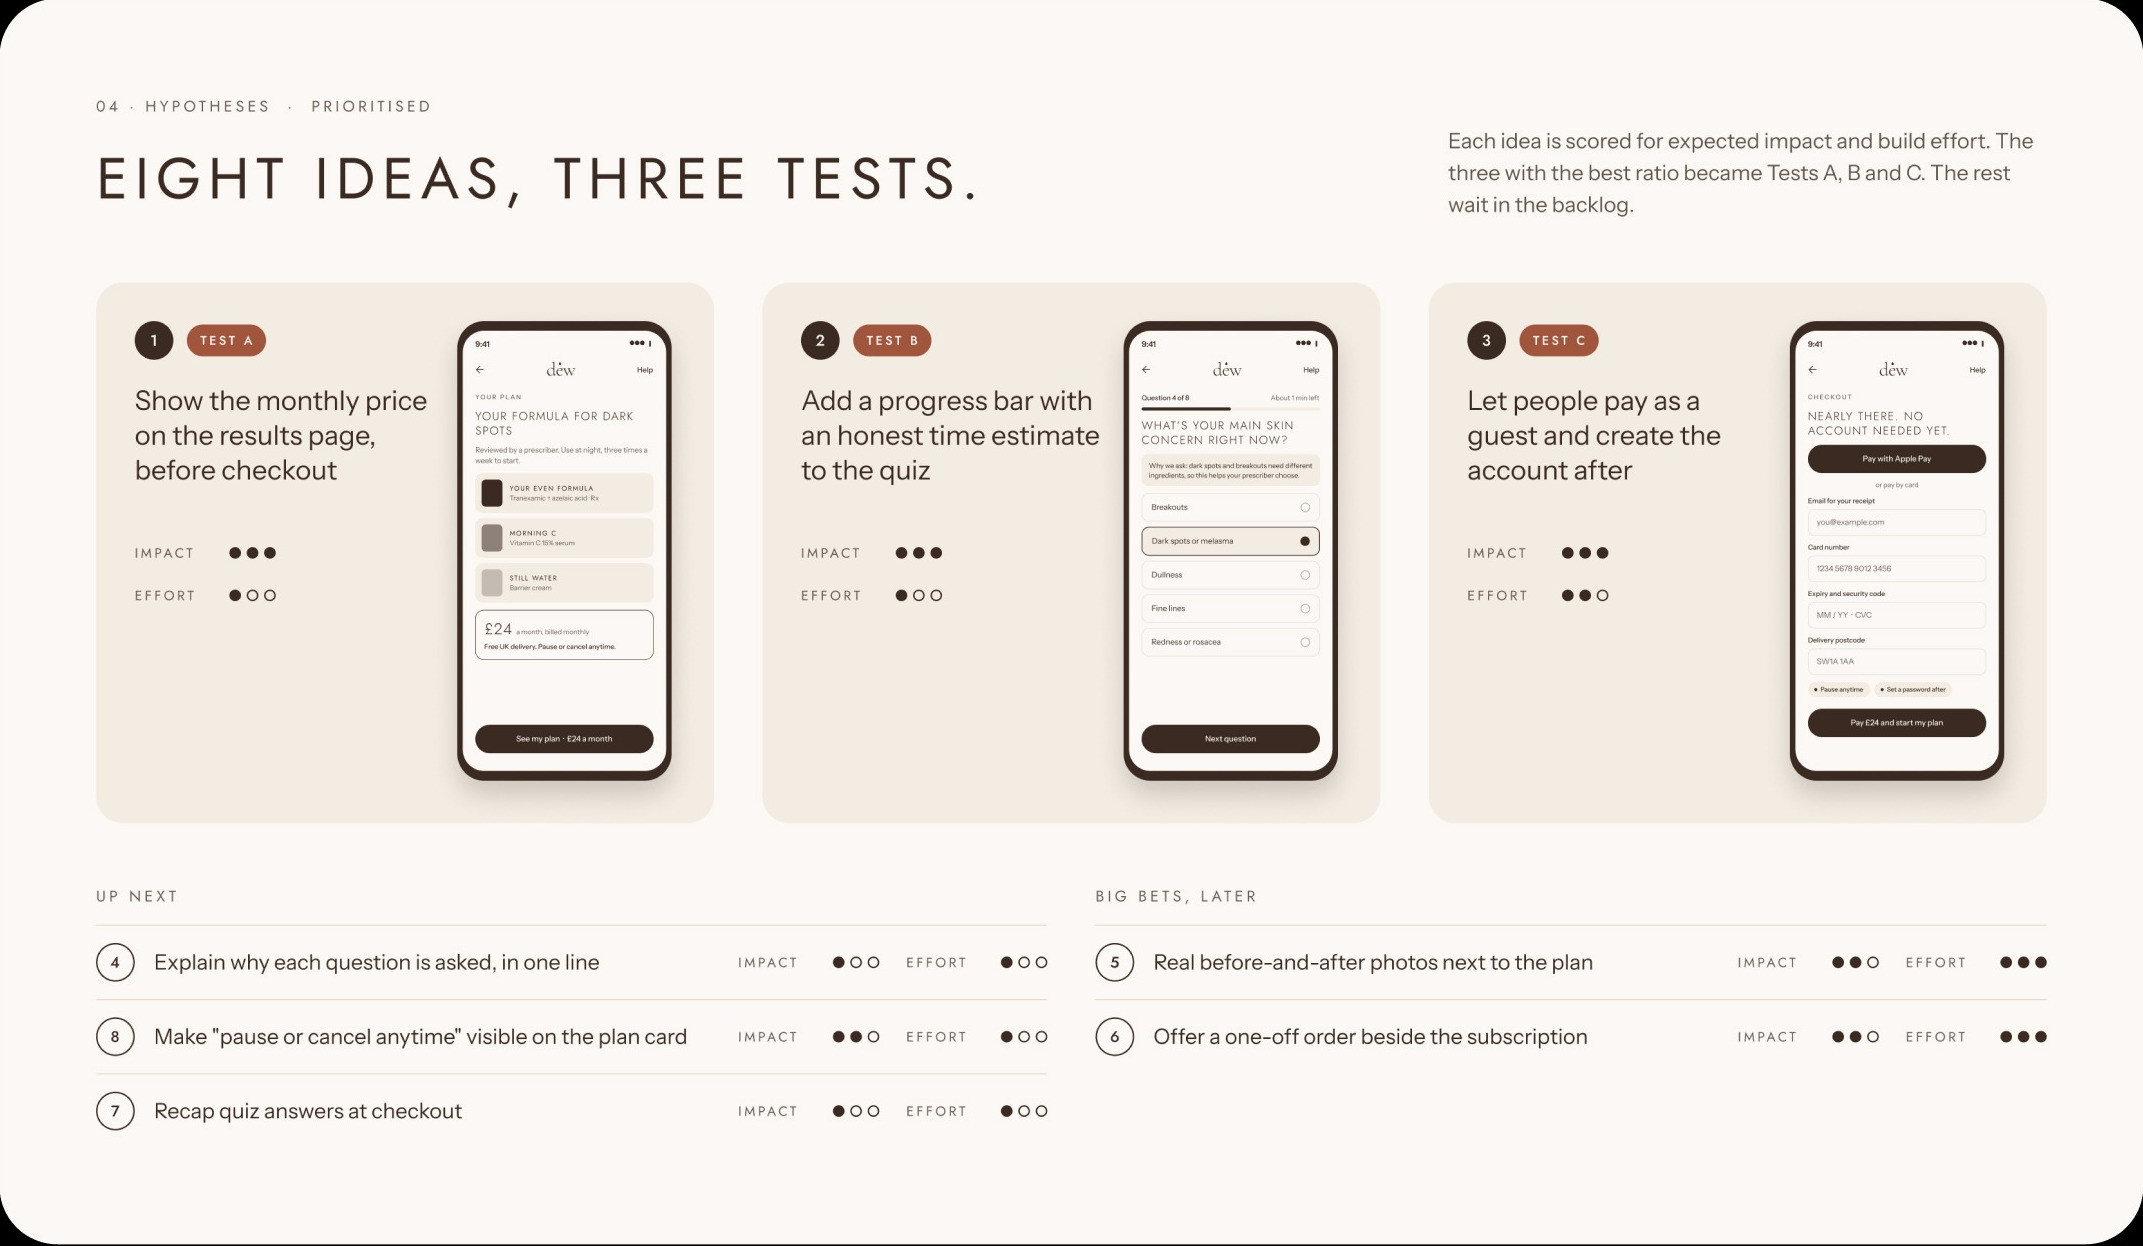 04 · HYPOTHESES · PRIORITISED
EIGHT IDEAS, THREE TESTS.
Each idea is scored for expected impact and build effort. The
three with the best ratio became Tests A, B and C. The rest
wait in the backlog.
1 TEST A
Show the monthly price
on the results page,
before checkout
IMPACT
EFFORT
9:41
← dew Help
YOUR PLAN
YOUR FORMULA FOR DARK
SPOTS
Reviewed by a prescriber. Use at night, three times a
week to start.
YOUR EVEN FORMULA
Tranexamic + azelaic acid · Rx
MORNING C
Vitamin C 15% serum
STILL WATER
Barrier cream
£24 a month, billed monthly
Free UK delivery. Pause or cancel anytime.
See my plan · £24 a month
2 TEST B
Add a progress bar with
an honest time estimate
to the quiz
IMPACT
EFFORT
9:41
← dew Help
Question 4 of 8 About 1 min left
WHAT'S YOUR MAIN SKIN
CONCERN RIGHT NOW?
Why we ask: dark spots and breakouts need different
ingredients, so this helps your prescriber choose.
Breakouts
Dark spots or melasma
Dullness
Fine lines
Redness or rosacea
Next question
3 TEST C
Let people pay as a
guest and create the
account after
IMPACT
EFFORT
9:41
← dew Help
CHECKOUT
NEARLY THERE. NO
ACCOUNT NEEDED YET.
Pay with Apple Pay
or pay by card
Email for your receipt
you@example.com
Card number
1234 5678 9012 3456
Expiry and security code
MM / YY · CVC
Delivery postcode
SW1A 1AA
Pause anytime Set a password after
Pay £24 and start my plan
UP NEXT
4 Explain why each question is asked, in one line IMPACT EFFORT
8 Make "pause or cancel anytime" visible on the plan card IMPACT EFFORT
7 Recap quiz answers at checkout IMPACT EFFORT
BIG BETS, LATER
5 Real before-and-after photos next to the plan IMPACT EFFORT
6 Offer a one-off order beside the subscription IMPACT EFFORT